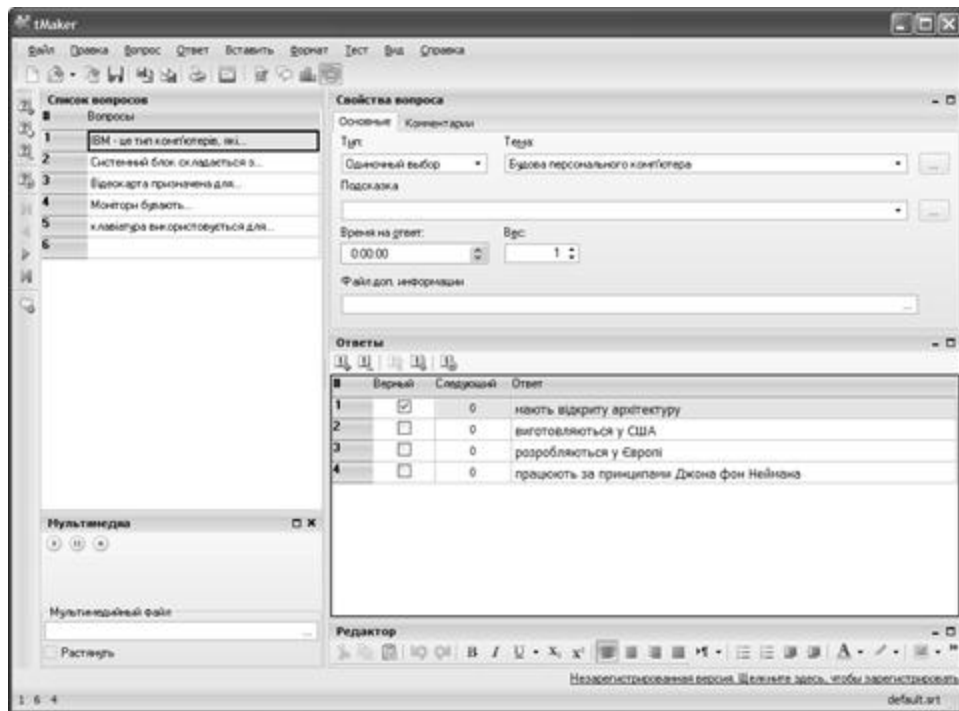 tMaker
Файл Правка Вопрос Ответ Вставить Формат Тест Вид Справка
Список вопросов
# Вопросы
1 IBM - це тип комп'ютерів, які...
2 Системний блок складається з...
3 Відеокарта призначена для...
4 Монітори бувають...
5 клавіатура використовується для...
6
Свойства вопроса
Основные Комментарии
Тип: Тема:
Одиночный выбор Будова персонального комп'ютера ...
Подсказка
...
Время на ответ: Вес:
0:00:00 1
Файл доп. информации
...
Ответы
# Верный Следующий Ответ
1 0 мають відкриту архітектуру
2 0 виготовляються у США
3 0 розробляються у Європі
4 0 працюють за принципами Джона фон Неймана
Мультимедиа
Мультимедийный файл
...
Растянуть
Редактор
B I U x x A
Незарегистрированная версия. Щелкните здесь, чтобы зарегистрировать
1 6 4 default.srt